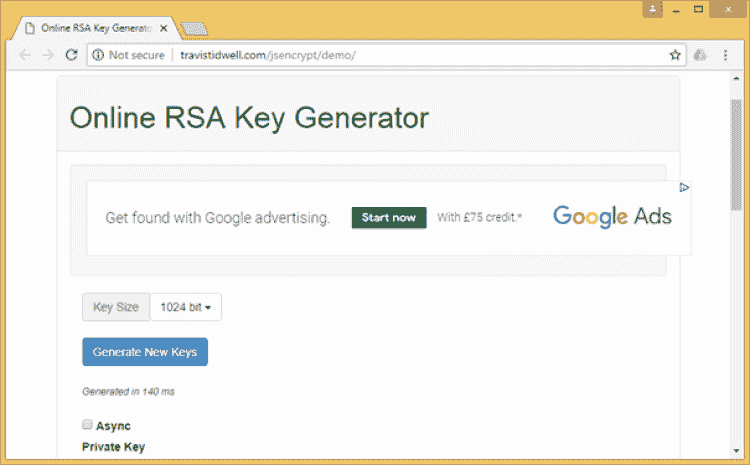 Online RSA Key Generato
Not secure travistidwell.com/jsencrypt/demo/
Online RSA Key Generator
Get found with Google advertising. Start now With £75 credit.* Google Ads
Key Size 1024 bit
Generate New Keys
Generated in 140 ms
Async
Private Key